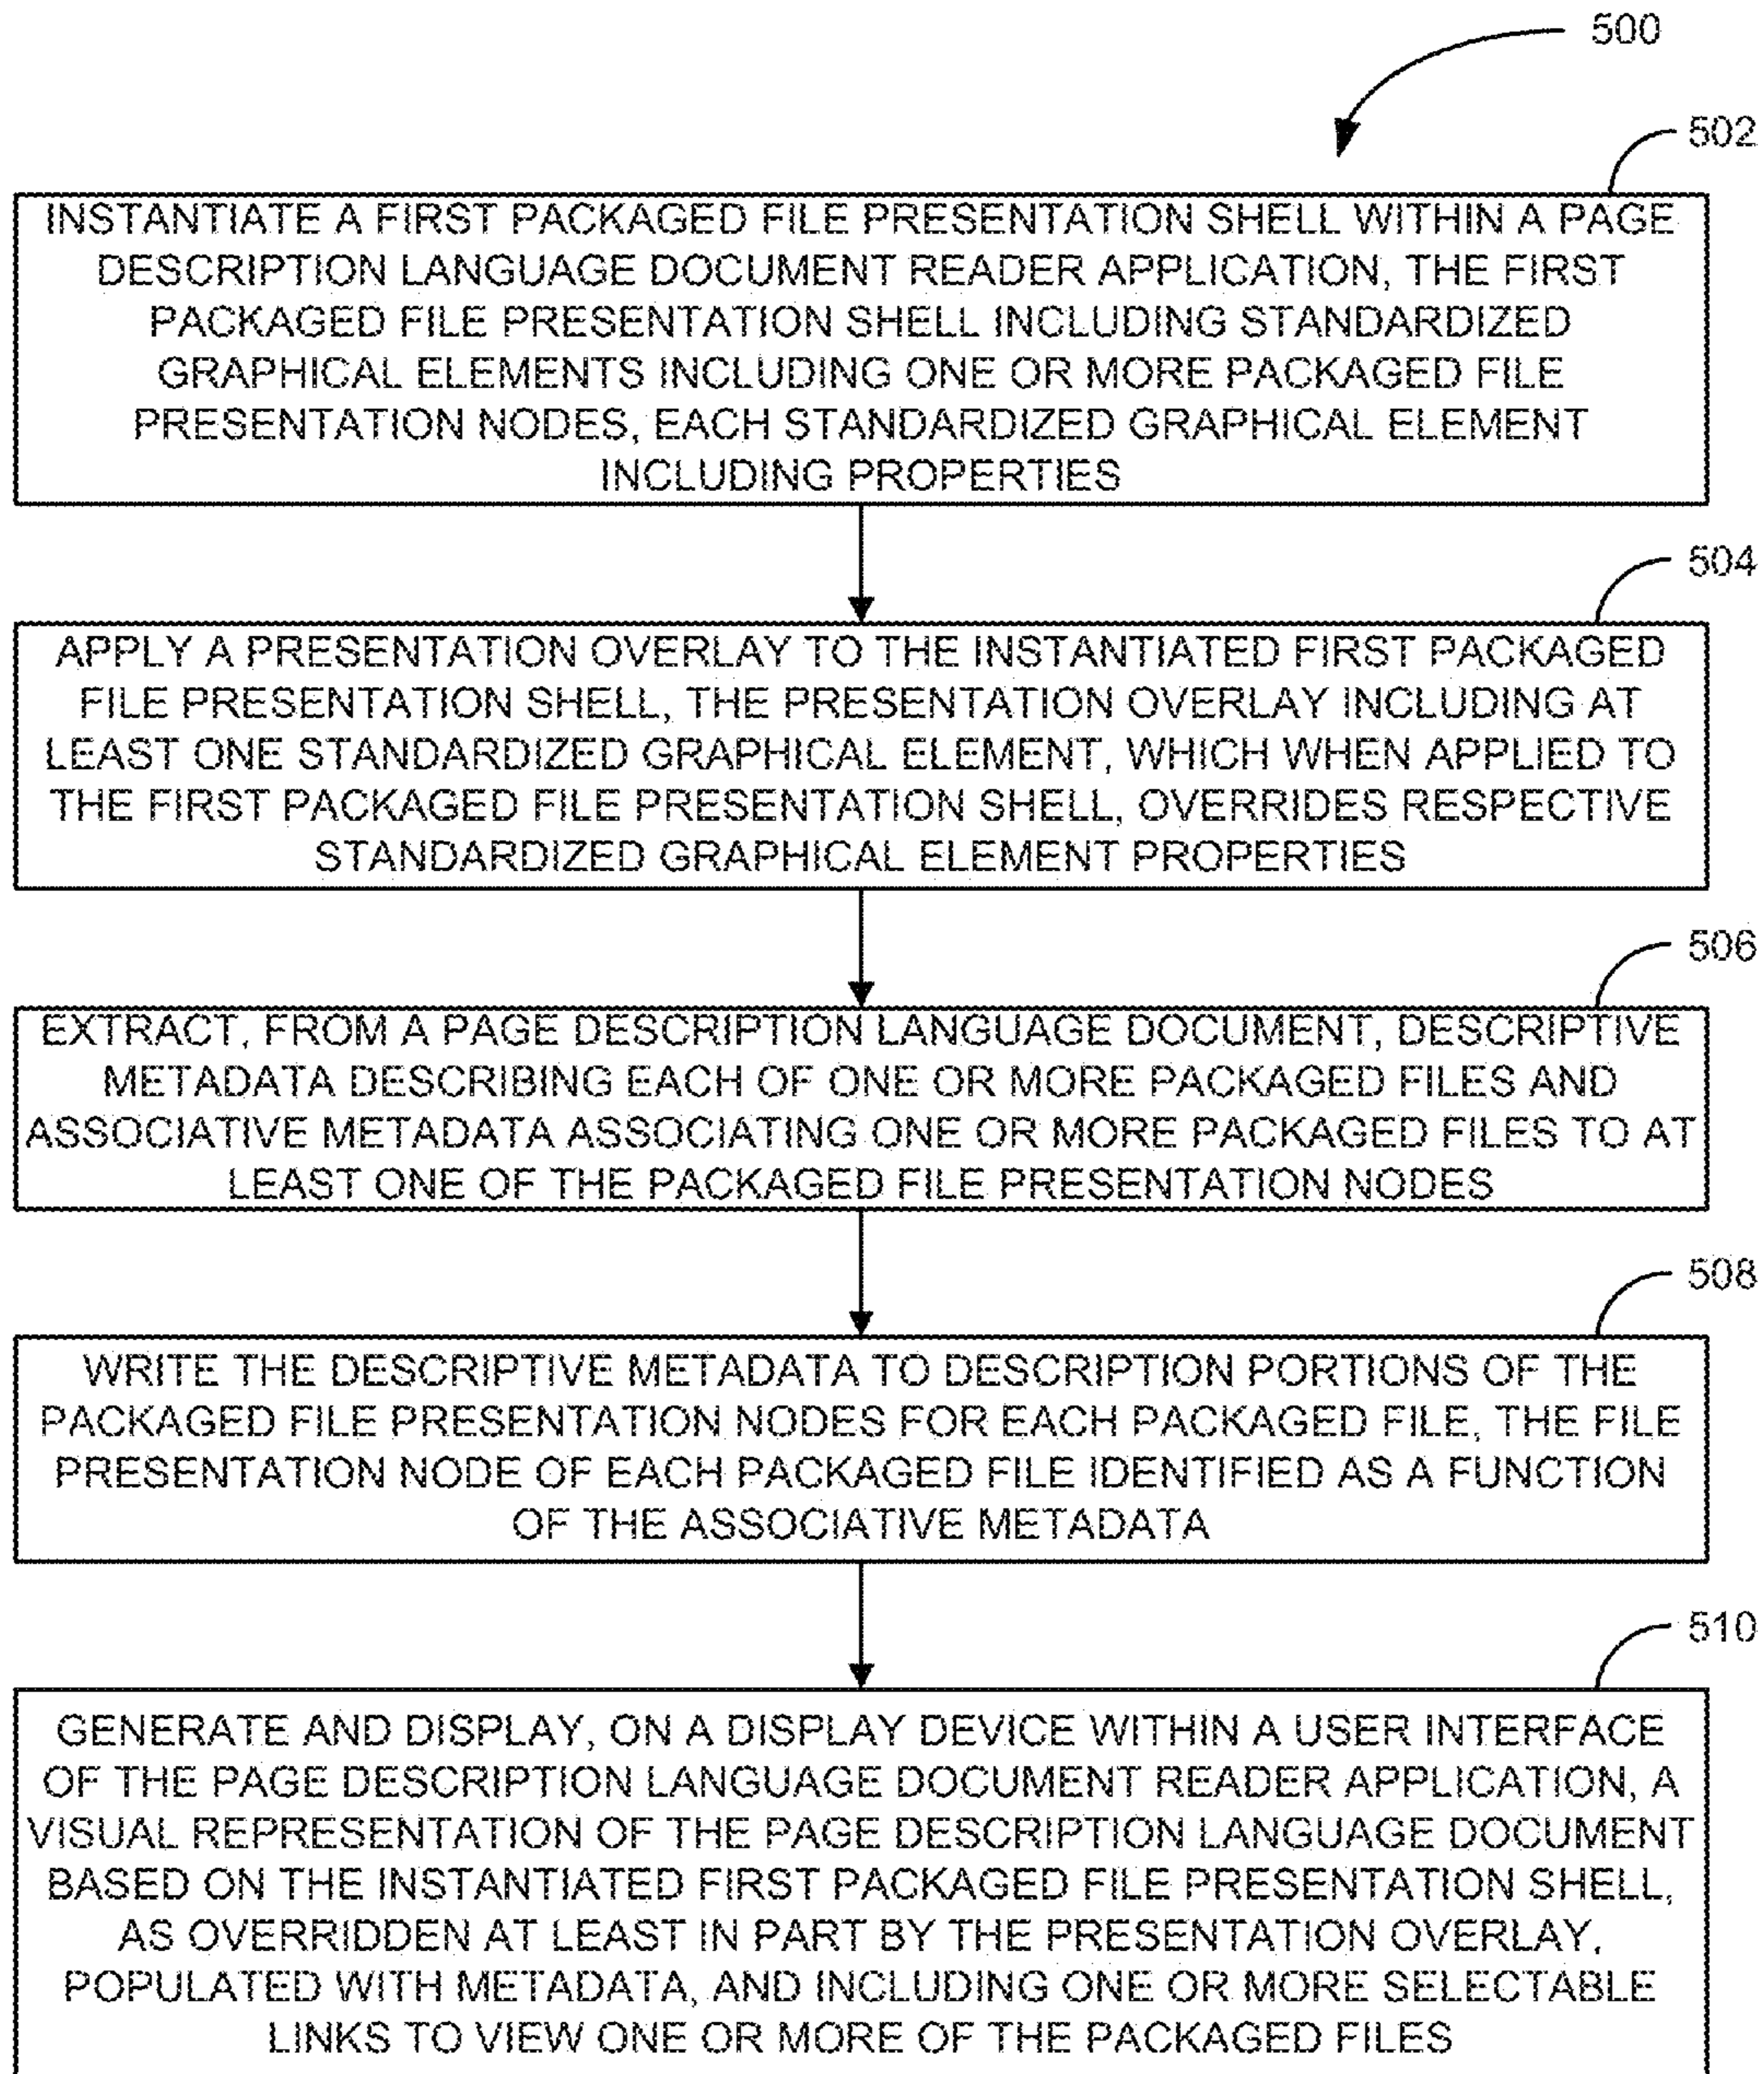 500
502
INSTANTIATE A FIRST PACKAGED FILE PRESENTATION SHELL WITHIN A PAGE
DESCRIPTION LANGUAGE DOCUMENT READER APPLICATION, THE FIRST
PACKAGED FILE PRESENTATION SHELL INCLUDING STANDARDIZED
GRAPHICAL ELEMENTS INCLUDING ONE OR MORE PACKAGED FILE
PRESENTATION NODES, EACH STANDARDIZED GRAPHICAL ELEMENT
INCLUDING PROPERTIES
504
APPLY A PRESENTATION OVERLAY TO THE INSTANTIATED FIRST PACKAGED
FILE PRESENTATION SHELL, THE PRESENTATION OVERLAY INCLUDING AT
LEAST ONE STANDARDIZED GRAPHICAL ELEMENT, WHICH WHEN APPLIED TO
THE FIRST PACKAGED FILE PRESENTATION SHELL, OVERRIDES RESPECTIVE
STANDARDIZED GRAPHICAL ELEMENT PROPERTIES
506
EXTRACT, FROM A PAGE DESCRIPTION LANGUAGE DOCUMENT, DESCRIPTIVE
METADATA DESCRIBING EACH OF ONE OR MORE PACKAGED FILES AND
ASSOCIATIVE METADATA ASSOCIATING ONE OR MORE PACKAGED FILES TO AT
LEAST ONE OF THE PACKAGED FILE PRESENTATION NODES
508
WRITE THE DESCRIPTIVE METADATA TO DESCRIPTION PORTIONS OF THE
PACKAGED FILE PRESENTATION NODES FOR EACH PACKAGED FILE, THE FILE
PRESENTATION NODE OF EACH PACKAGED FILE IDENTIFIED AS A FUNCTION
OF THE ASSOCIATIVE METADATA
510
GENERATE AND DISPLAY, ON A DISPLAY DEVICE WITHIN A USER INTERFACE
OF THE PAGE DESCRIPTION LANGUAGE DOCUMENT READER APPLICATION, A
VISUAL REPRESENTATION OF THE PAGE DESCRIPTION LANGUAGE DOCUMENT
BASED ON THE INSTANTIATED FIRST PACKAGED FILE PRESENTATION SHELL,
AS OVERRIDDEN AT LEAST IN PART BY THE PRESENTATION OVERLAY,
POPULATED WITH METADATA, AND INCLUDING ONE OR MORE SELECTABLE
LINKS TO VIEW ONE OR MORE OF THE PACKAGED FILES